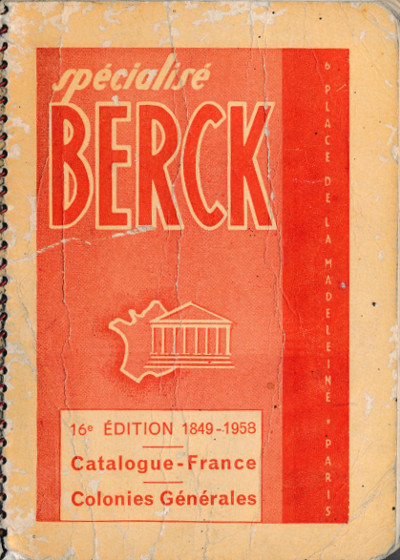 spécialisé
BERCK
16e ÉDITION 1849-1958
Catalogue-France
Colonies Générales
6 PLACE DE LA MADELEINE * PARIS